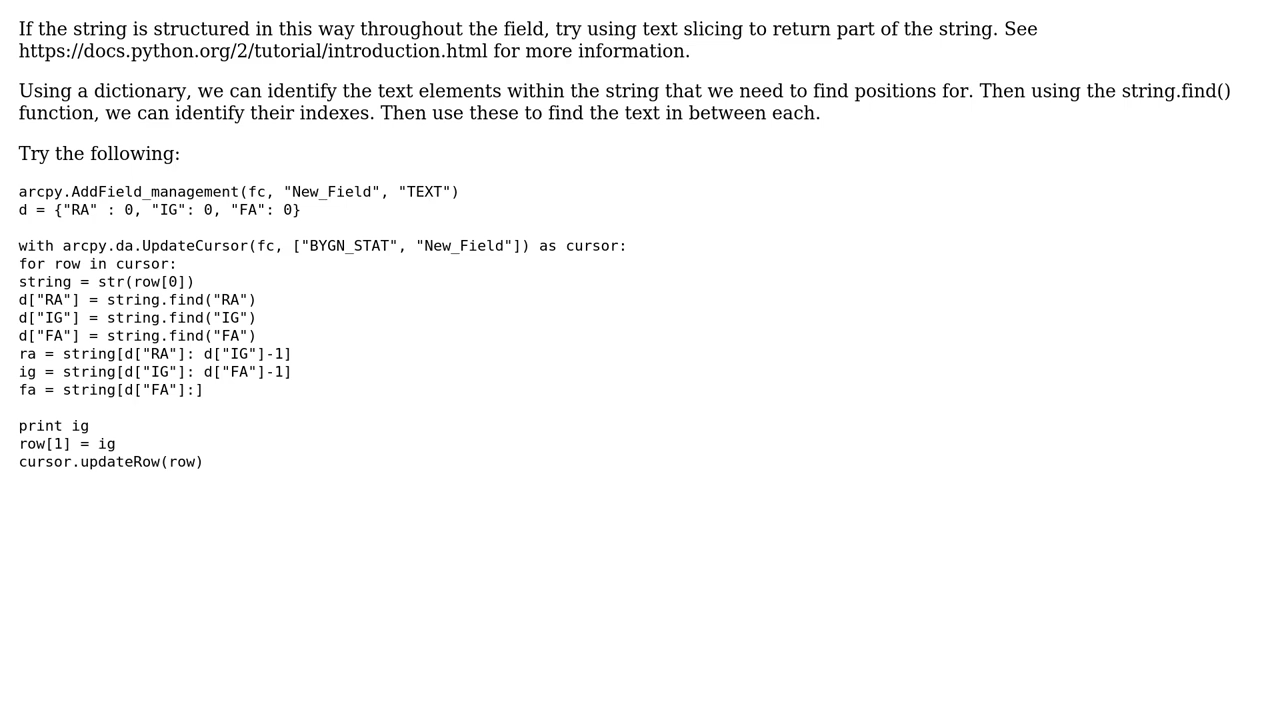 If the string is structured in this way throughout the field, try using text slicing to return part of the string. See
https://docs.python.org/2/tutorial/introduction.html for more information.
Using a dictionary, we can identify the text elements within the string that we need to find positions for. Then using the string.find()
function, we can identify their indexes. Then use these to find the text in between each.
Try the following:
arcpy.AddField_management(fc, "New_Field", "TEXT")
d = {"RA" : 0, "IG": 0, "FA": 0}
with arcpy.da.UpdateCursor(fc, ["BYGN_STAT", "New_Field"]) as cursor:
for row in cursor:
string = str(row[0])
d["RA"] = string.find("RA")
d["IG"] = string.find("IG")
d["FA"] = string.find("FA")
ra = string[d["RA"]: d["IG"]-1]
ig = string[d["IG"]: d["FA"]-1]
fa = string[d["FA"]:]
print ig
row[1] = ig
cursor.updateRow(row)